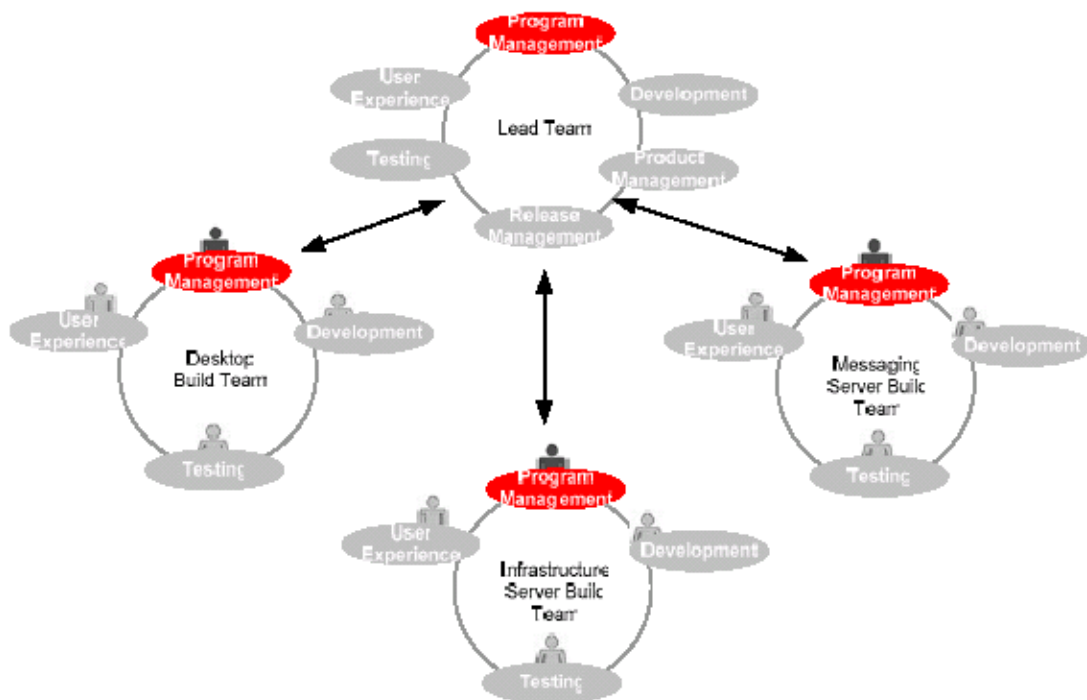 Program
Management
User
Experience
Development
Lead Team
Testing
Product
Management
Release
Management
Program
Management
User
Experience
Development
Desktop
Build Team
Testing
Program
Management
User
Experience
Development
Messaging
Server Build
Team
Testing
Program
Management
User
Experience
Development
Infrastructure
Server Build
Team
Testing